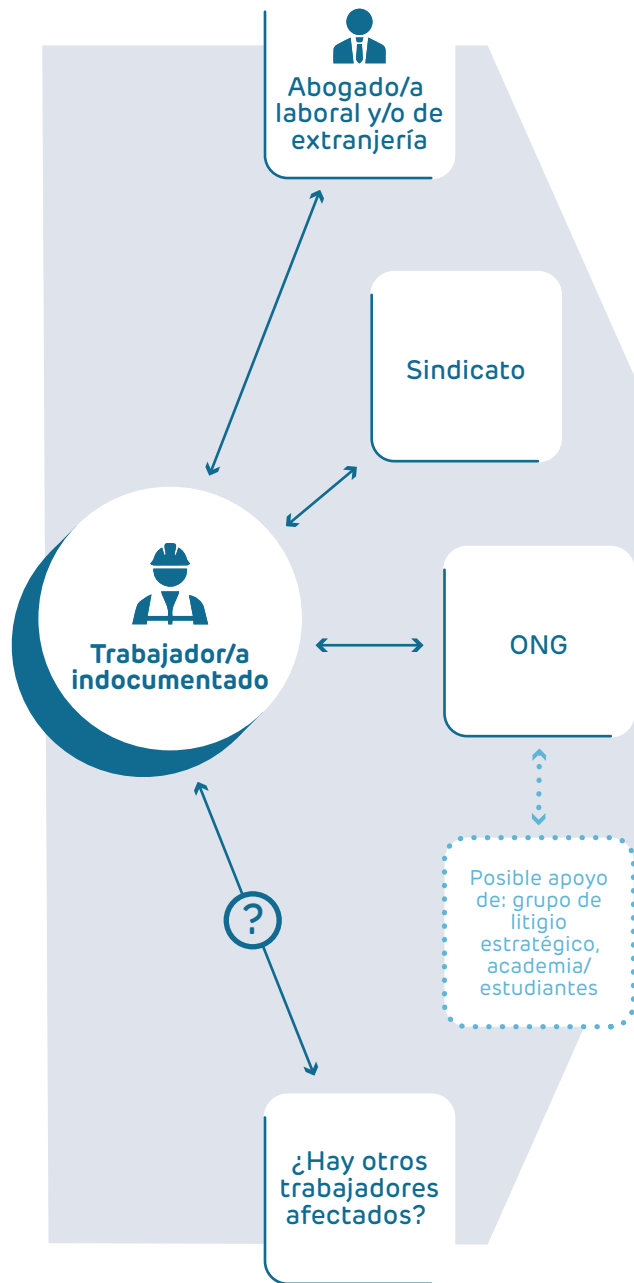 Abogado/a
laboral y/o de
extranjería
Sindicato
Trabajador/a
indocumentado
ONG
Posible apoyo
de: grupo de
litigio
estratégico,
academia/
estudiantes
?
¿Hay otros
trabajadores
afectados?